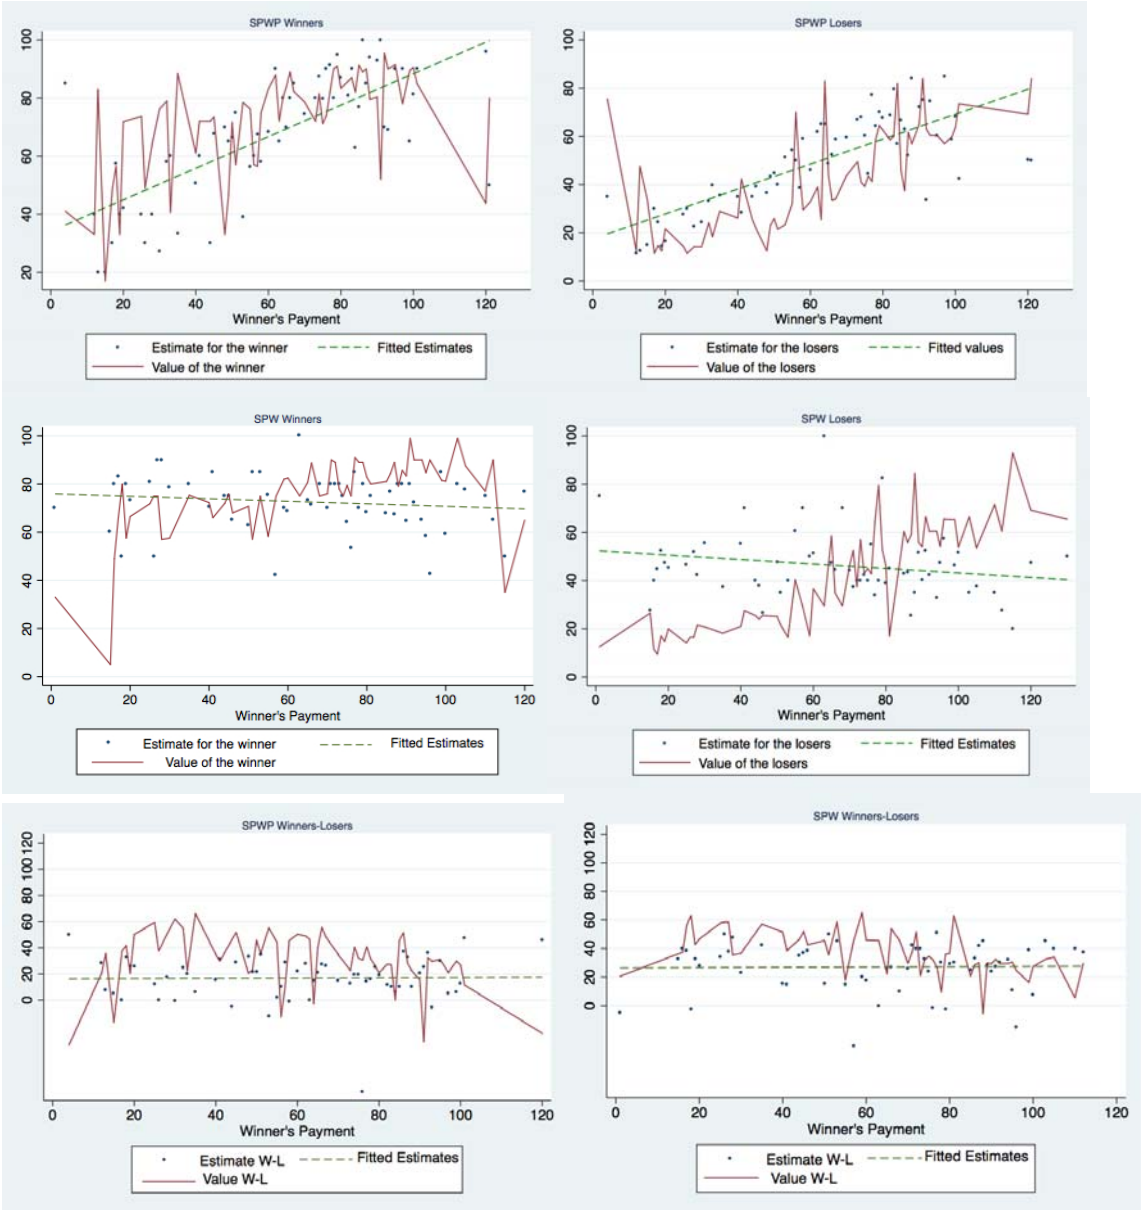 SPWP Winners
100
80
60
40
20
0 20 40 60 80 100 120
Winner's Payment
Estimate for the winner Fitted Estimates
Value of the winner
SPWP Losers
100
80
60
40
20
0
0 20 40 60 80 100 120
Winner's Payment
Estimate for the losers Fitted values
Value of the losers
SPW Winners
100
80
60
40
20
0
0 20 40 60 80 100 120
Winner's Payment
Estimate for the winner Fitted Estimates
Value of the winner
SPW Losers
100
80
60
40
20
0
0 20 40 60 80 100 120
Winner's Payment
Estimate for the losers Fitted Estimates
Value of the losers
SPWP Winners-Losers
120
100
80
60
40
20
0
0 20 40 60 80 100 120
Winner's Payment
Estimate W-L Fitted Estimates
Value W-L
SPW Winners-Losers
120
100
80
60
40
20
0
0 20 40 60 80 100 120
Winner's Payment
Estimate W-L Fitted Estimates
Value W-L